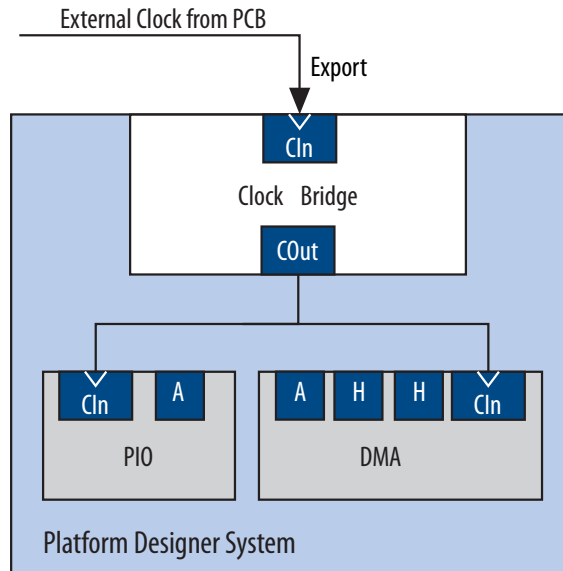 External Clock from PCB
Export
CIn
Clock Bridge
COut
CIn A A H H CIn
PIO DMA
Platform Designer System